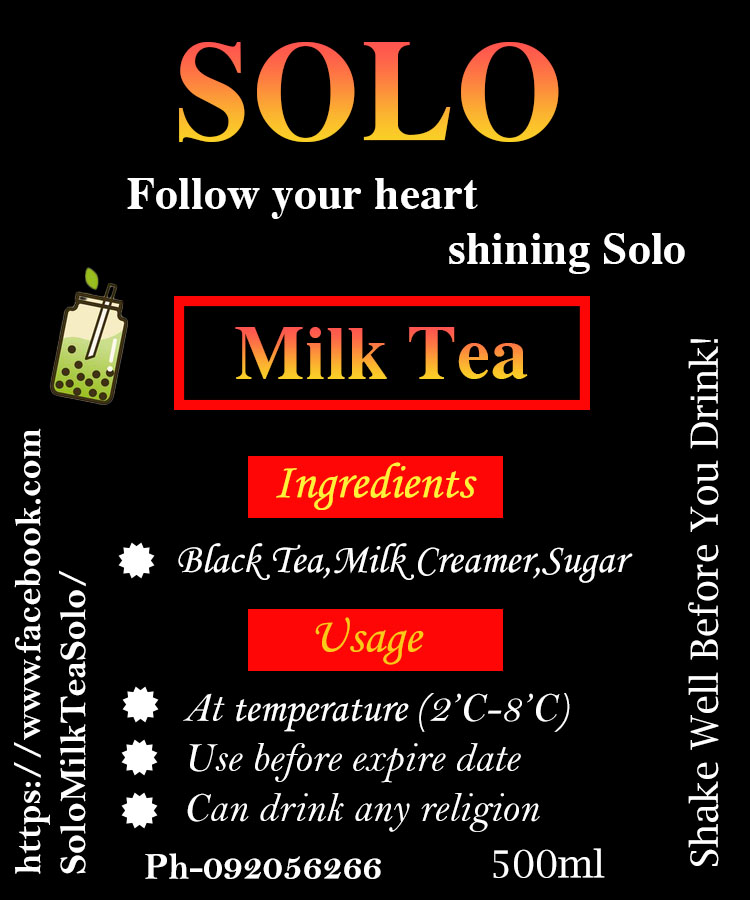 SOLO
Follow your heart
shining Solo
Milk Tea
Ingredients
Black Tea,Milk Creamer,Sugar
Usage
At temperature (2’C-8’C)
Use before expire date
Can drink any religion
Ph-092056266
500ml
https://www.facebook.com
SoloMilkTeaSolo/
Shake Well Before You Drink!